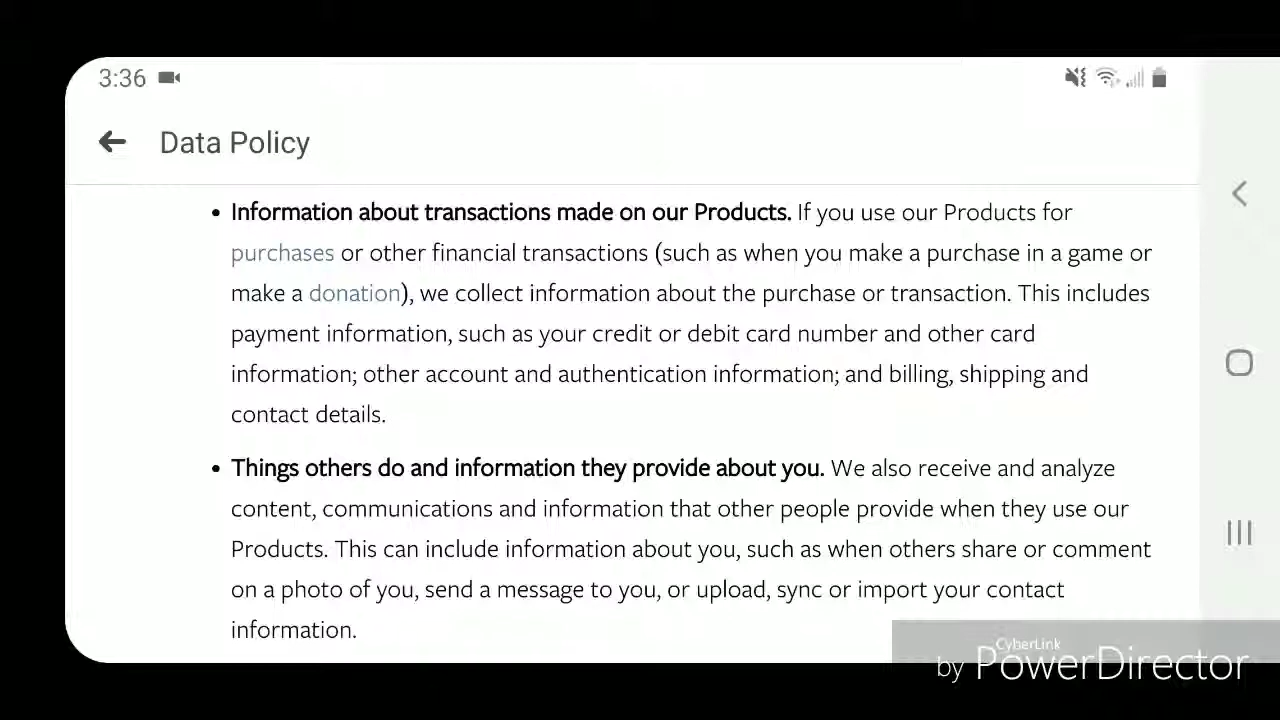 3:36
Data Policy
• Information about transactions made on our Products. If you use our Products for
purchases or other financial transactions (such as when you make a purchase in a game or
make a donation), we collect information about the purchase or transaction. This includes
payment information, such as your credit or debit card number and other card
information; other account and authentication information; and billing, shipping and
contact details.
• Things others do and information they provide about you. We also receive and analyze
content, communications and information that other people provide when they use our
Products. This can include information about you, such as when others share or comment
on a photo of you, send a message to you, or upload, sync or import your contact
information.
CyberLink
by PowerDirector